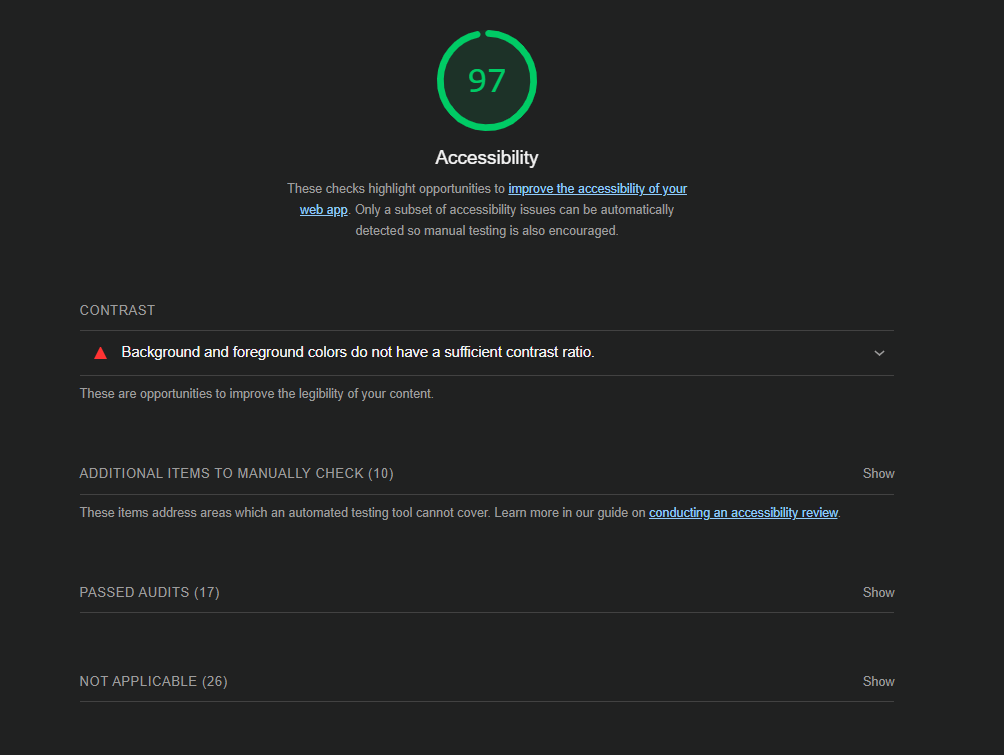 97
Accessibility
These checks highlight opportunities to improve the accessibility of your
web app. Only a subset of accessibility issues can be automatically
detected so manual testing is also encouraged.
CONTRAST
Background and foreground colors do not have a sufficient contrast ratio.
These are opportunities to improve the legibility of your content.
ADDITIONAL ITEMS TO MANUALLY CHECK (10) Show
These items address areas which an automated testing tool cannot cover. Learn more in our guide on conducting an accessibility review.
PASSED AUDITS (17) Show
NOT APPLICABLE (26) Show